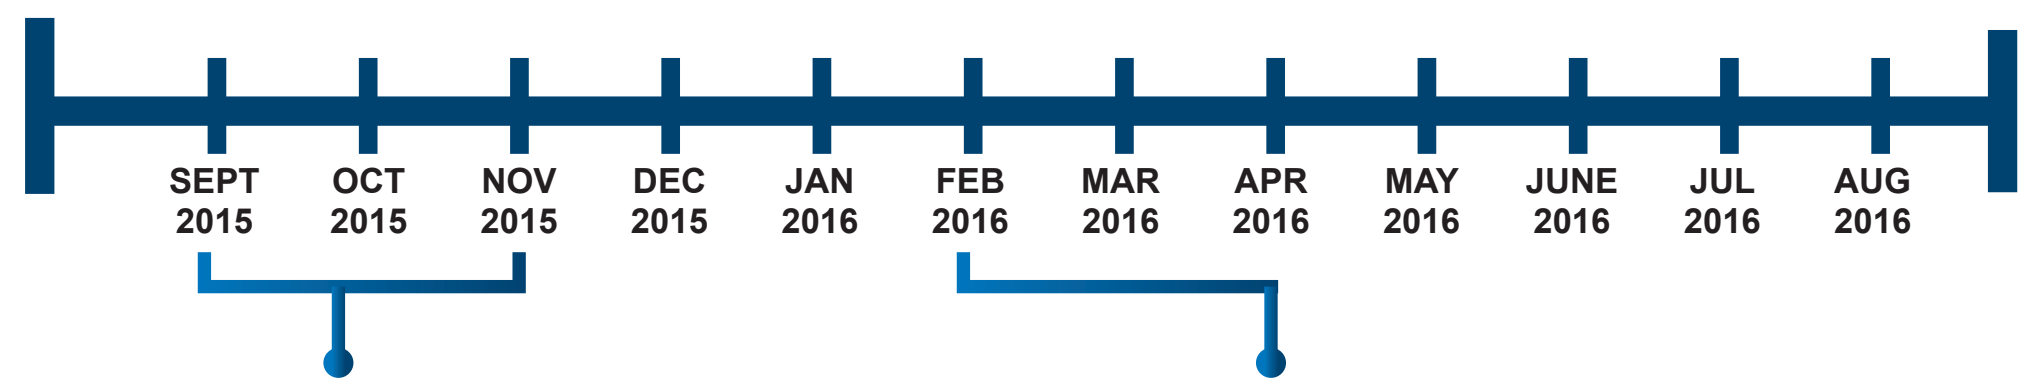 SEPT OCT NOV DEC JAN FEB MAR APR MAY JUNE JUL AUG
2015 2015 2015 2015 2016 2016 2016 2016 2016 2016 2016 2016